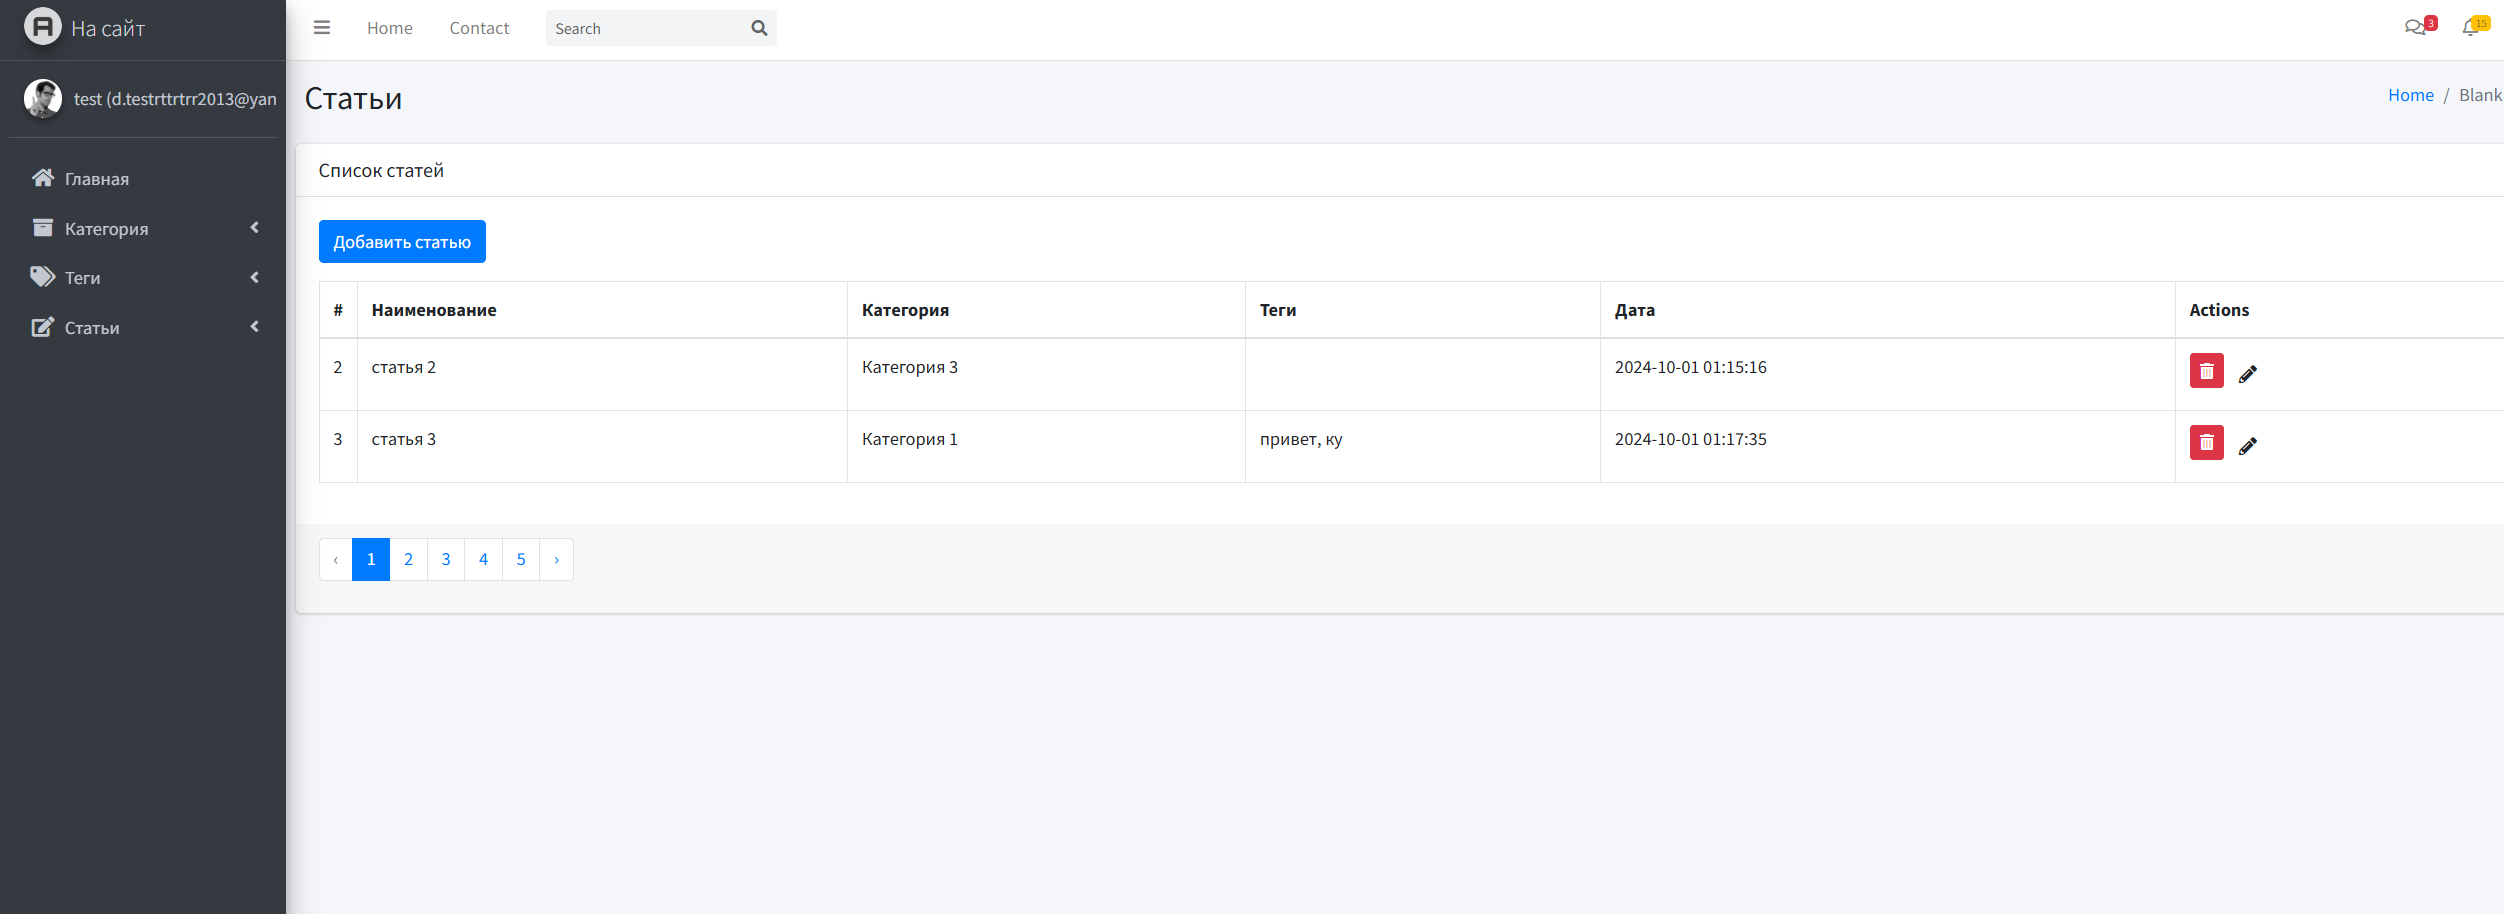 На сайт
Home Contact Search 3 15
test (d.testrttrtrr2013@yan
Статьи
Home / Blank
Главная
Категория
Теги
Статьи
Список статей
Добавить статью
# Наименование Категория Теги Дата Actions
2 статья 2 Категория 3 2024-10-01 01:15:16
3 статья 3 Категория 1 привет, ку 2024-10-01 01:17:35
‹ 1 2 3 4 5 ›